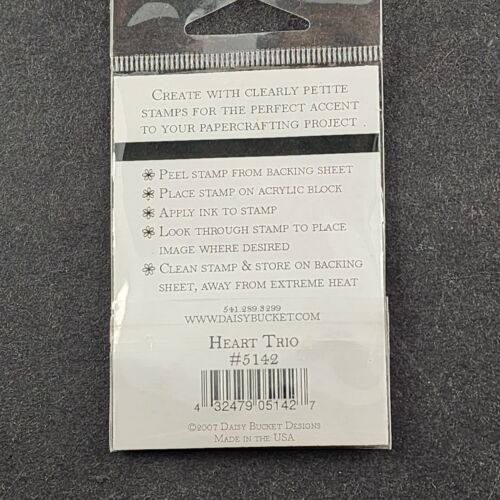 Create with clearly petite
stamps for the perfect accent
to your papercrafting project .
Peel stamp from backing sheet
Place stamp on acrylic block
Apply ink to stamp
Look through stamp to place
image where desired
Clean stamp & store on backing
sheet, away from extreme heat
541.289.3299
www.daisybucket.com
Heart Trio
#5142
4 32479 05142 7
©2007 Daisy Bucket Designs
Made in the USA